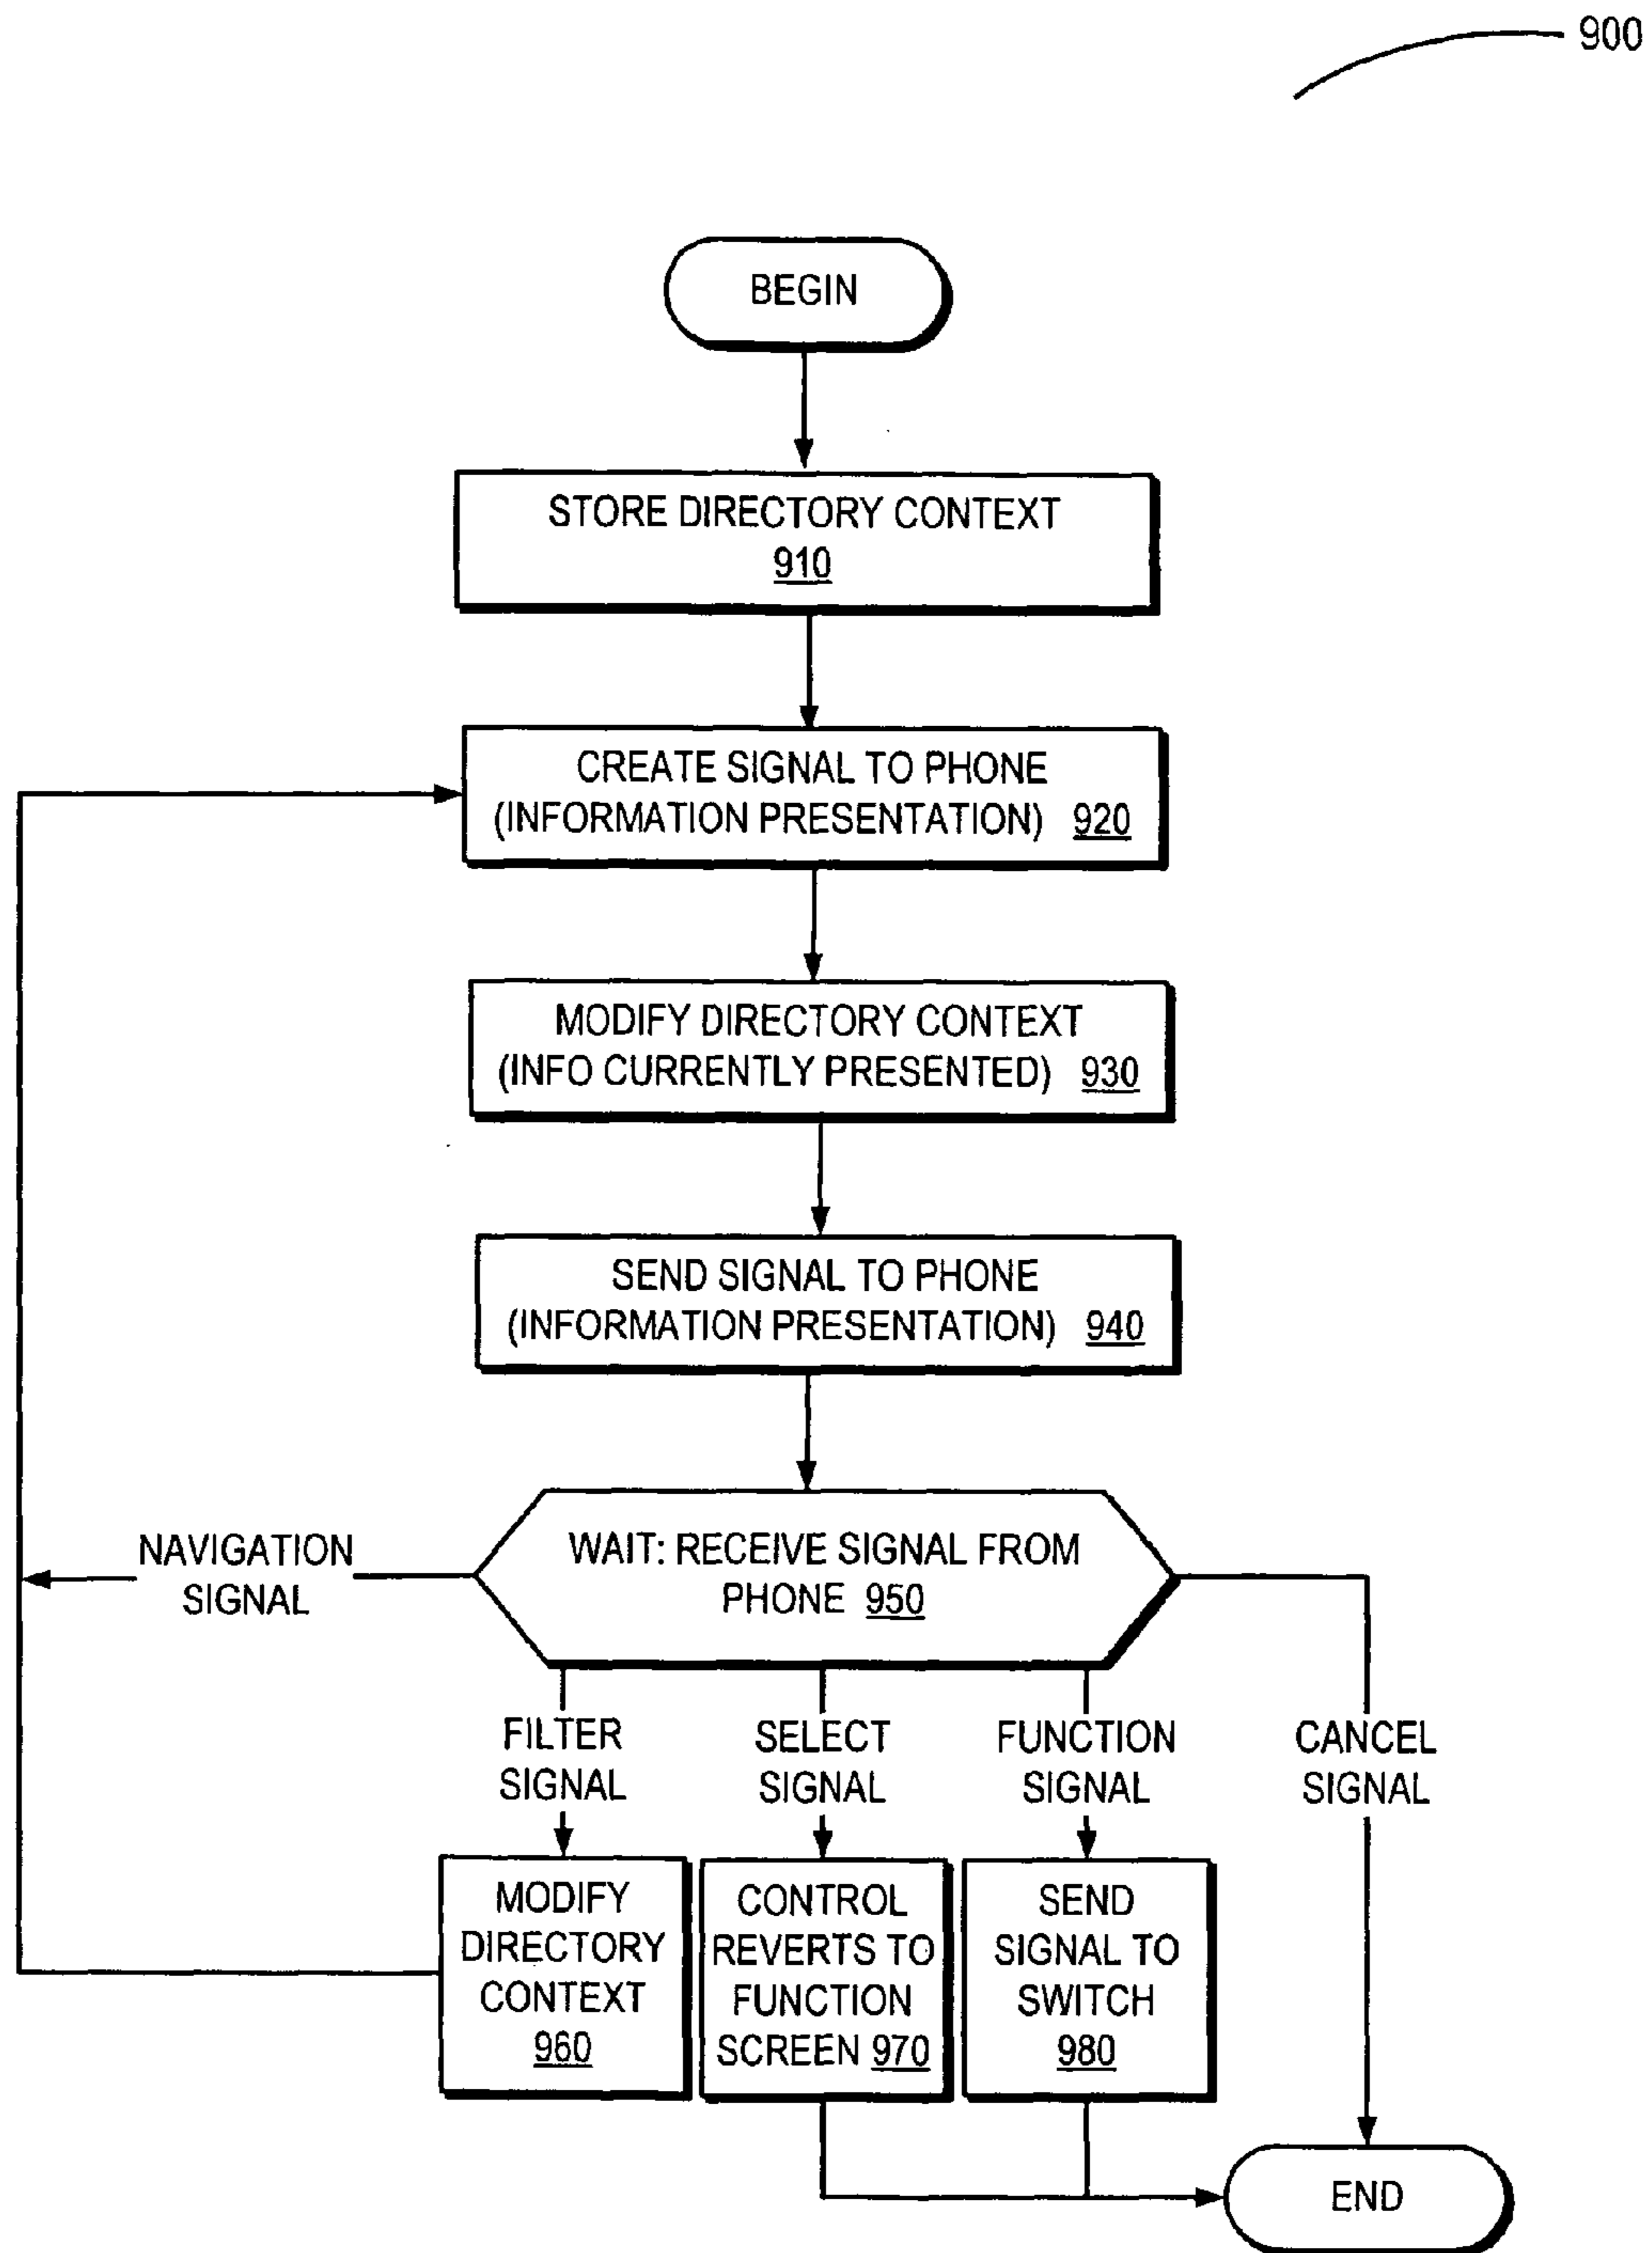 900
BEGIN
STORE DIRECTORY CONTEXT
910
CREATE SIGNAL TO PHONE
(INFORMATION PRESENTATION) 920
MODIFY DIRECTORY CONTEXT
(INFO CURRENTLY PRESENTED) 930
SEND SIGNAL TO PHONE
(INFORMATION PRESENTATION) 940
WAIT: RECEIVE SIGNAL FROM
PHONE 950
NAVIGATION
SIGNAL
FILTER
SIGNAL
SELECT
SIGNAL
FUNCTION
SIGNAL
CANCEL
SIGNAL
MODIFY
DIRECTORY
CONTEXT
960
CONTROL
REVERTS TO
FUNCTION
SCREEN 970
SEND
SIGNAL TO
SWITCH
980
END